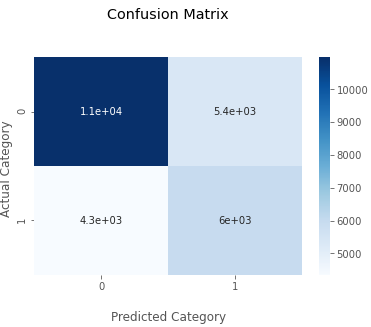 Confusion Matrix
10000
9000
8000
7000
6000
5000
Actual Category
0
1
1.1e+04
5.4e+03
4.3e+03
6e+03
0
1
Predicted Category